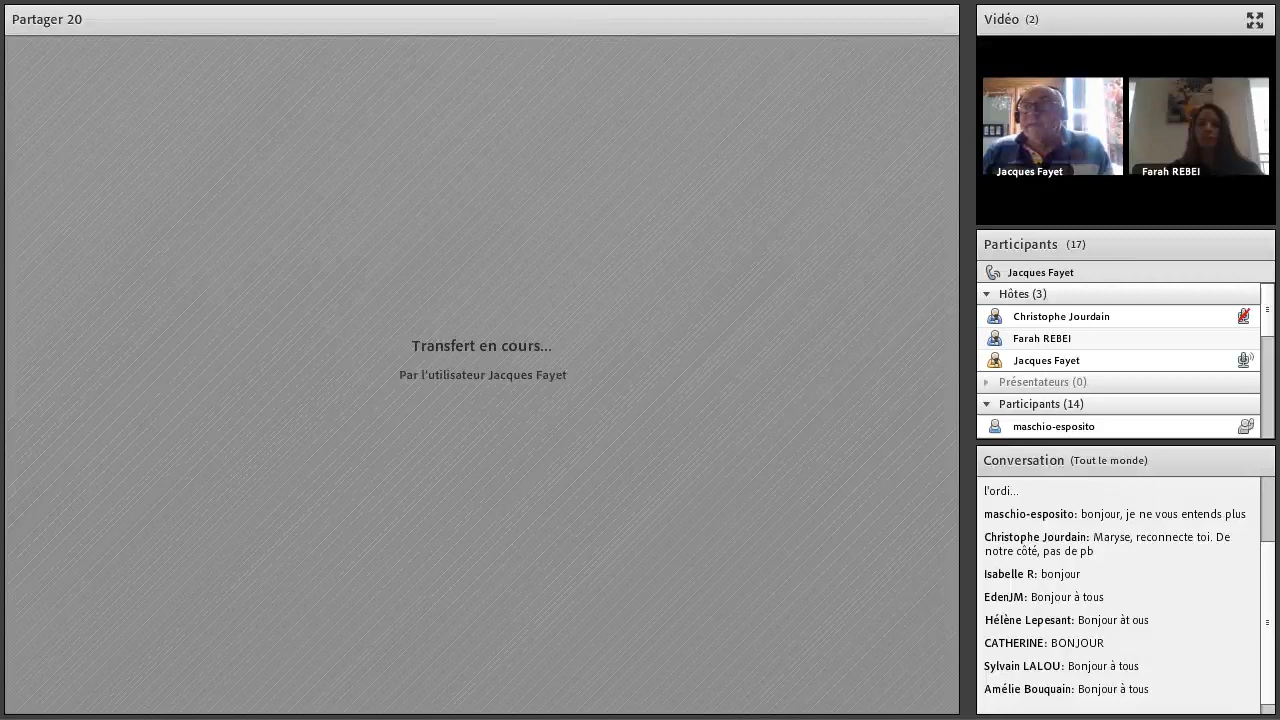 Partager 20
Transfert en cours...
Par l'utilisateur Jacques Fayet
Vidéo (2)
Jacques Fayet
Farah REBEI
Participants (17)
Jacques Fayet
Hôtes (3)
Christophe Jourdain
Farah REBEI
Jacques Fayet
Présentateurs (0)
Participants (14)
maschio-esposito
Conversation (Tout le monde)
l'ordi...
maschio-esposito: bonjour, je ne vous entends plus
Christophe Jourdain: Maryse, reconnecte toi. De
notre côté, pas de pb
Isabelle R: bonjour
EdenJM: Bonjour à tous
Hélène Lepesant: Bonjour àt ous
CATHERINE: BONJOUR
Sylvain LALOU: Bonjour à tous
Amélie Bouquain: Bonjour à tous